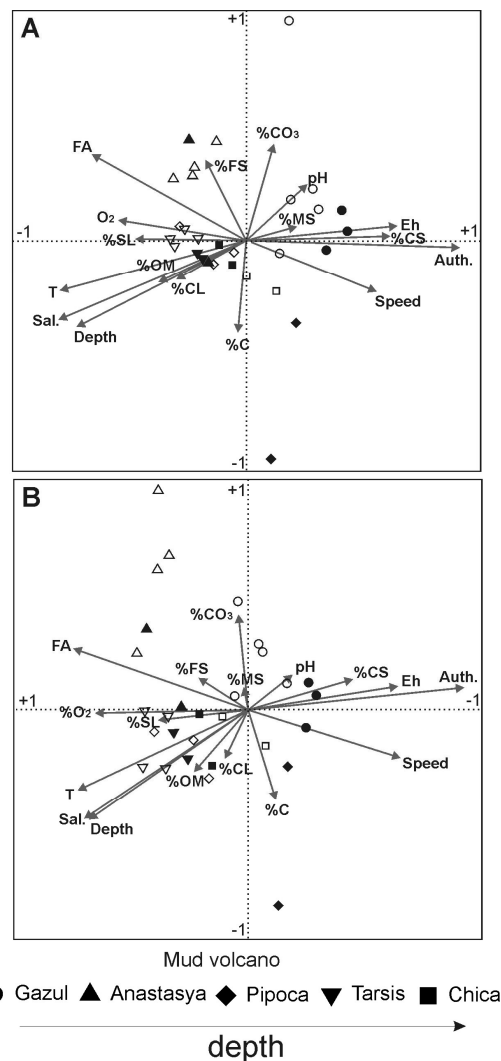 A
+1
%CO3
FA
%FS
pH
O2
%MS
Eh
-1
+1
%SL
%CS
Auth.
%OM
T
%CL
Speed
Sal.
Depth
%C
-1
B
+1
%CO3
FA
%FS
%MS
pH
%CS
Eh
Auth.
+1
-1
%O2
%SL
%OM
%CL
Speed
T
%C
Sal.
Depth
-1
Mud volcano
Gazul Anastasya Pipoca Tarsis Chica
depth